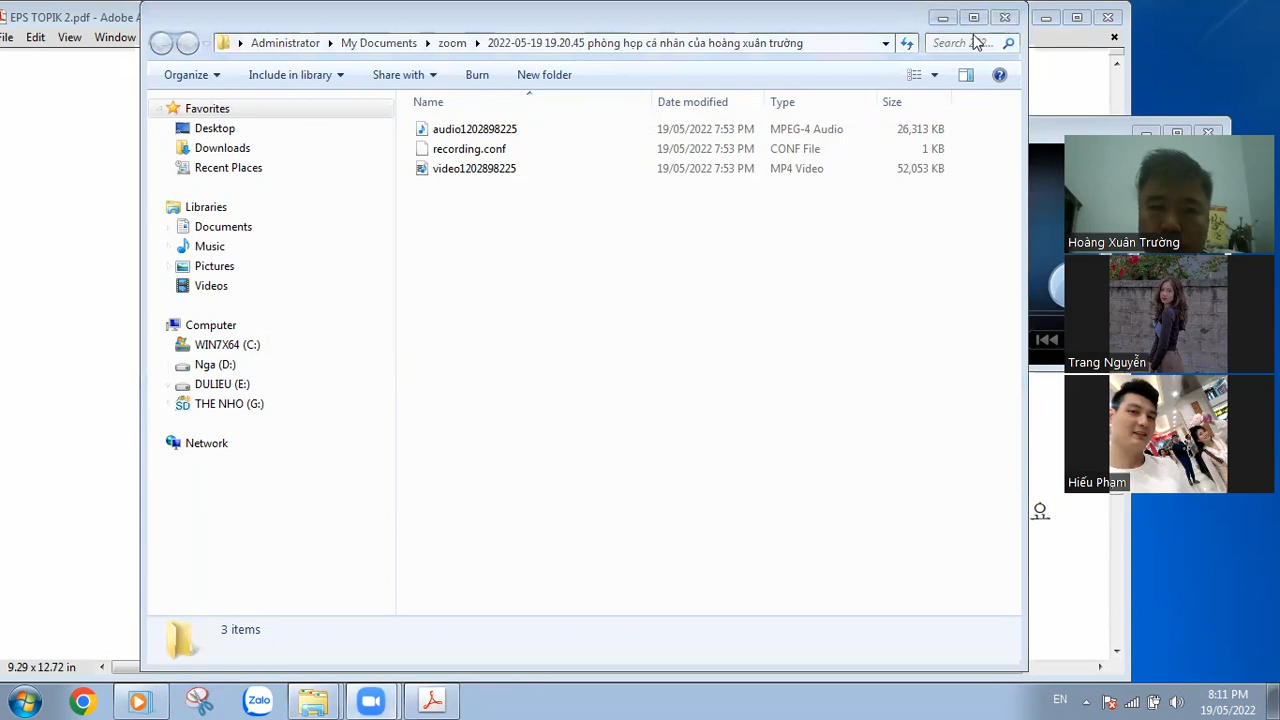 EPS TOPIK 2.pdf - Adobe A
File Edit View Window
Administrator My Documents zoom 2022-05-19 19.20.45 phòng họp cá nhân của hoàng xuân trường
Organize Include in library Share with Burn New folder
Name Date modified Type Size
Favorites
Desktop
Downloads
Recent Places
Libraries
Documents
Music
Pictures
Videos
Computer
WIN7X64 (C:)
Nga (D:)
DULIEU (E:)
THE NHO (G:)
Network
audio1202898225 19/05/2022 7:53 PM MPEG-4 Audio 26,313 KB
recording.conf 19/05/2022 7:53 PM CONF File 1 KB
video1202898225 19/05/2022 7:53 PM MP4 Video 52,053 KB
Hoàng Xuân Trường
Trang Nguyễn
Hiếu Phạm
요
3 items
9.29 x 12.72 in
Zalo
EN
8:11 PM
19/05/2022